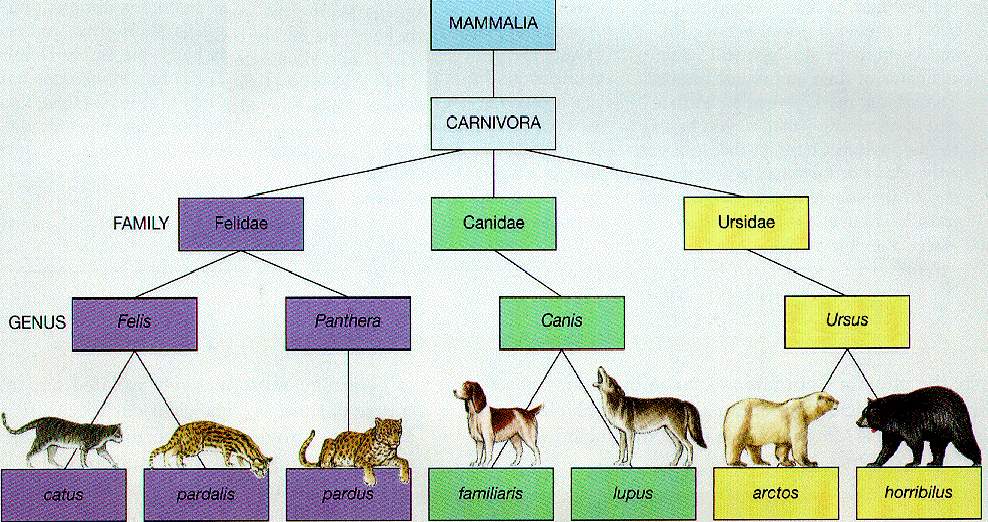 MAMMALIA
CARNIVORA
FAMILY
Felidae
Canidae
Ursidae
GENUS
Felis
Panthera
Canis
Ursus
catus
pardalis
pardus
familiaris
lupus
arctos
horribilus